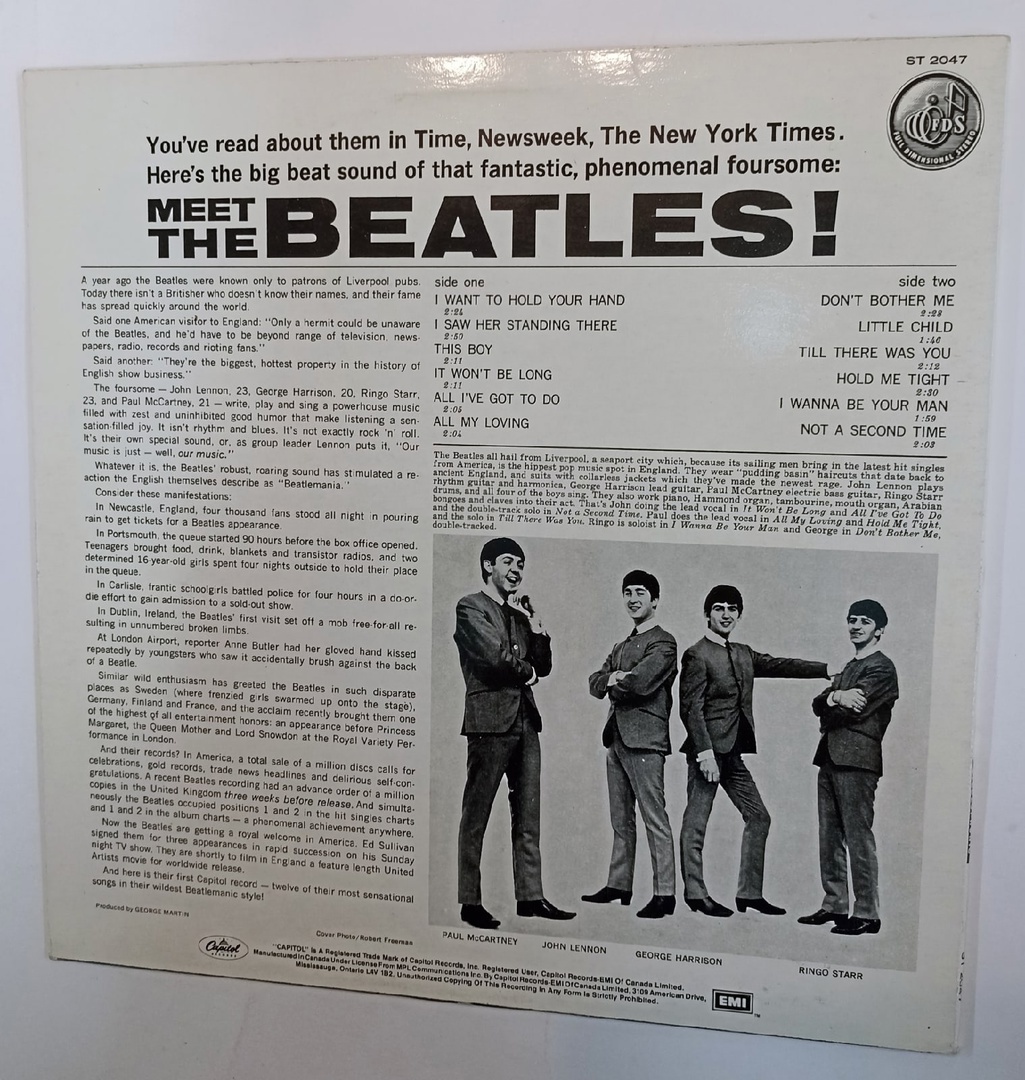 ST 2047
FDS
FULL DIMENSIONAL STEREO
You've read about them in Time, Newsweek, The New York Times.
Here's the big beat sound of that fantastic, phenomenal foursome:
MEET
THE BEATLES!
A year ago the Beatles were known only to patrons of Liverpool pubs.
Today there isn't a Britisher who doesn't know their names, and their fame
has spread quickly around the world.
Said one American visitor to England: "Only a hermit could be unaware
of the Beatles, and he'd have to be beyond range of television, news-
papers, radio, records and rioting fans."
Said another: "They're the biggest, hottest property in the history of
English show business."
The foursome — John Lennon, 23, George Harrison, 20, Ringo Starr,
23, and Paul McCartney, 21 — write, play and sing a powerhouse music
filled with zest and uninhibited good humor that make listening a sen-
sation-filled joy. It isn't rhythm and blues. It's not exactly rock 'n' roll.
It's their own special sound, or, as group leader Lennon puts it, "Our
music is just — well, our music."
Whatever it is, the Beatles' robust, roaring sound has stimulated a re-
action the English themselves describe as "Beatlemania."
Consider these manifestations:
In Newcastle, England, four thousand fans stood all night in pouring
rain to get tickets for a Beatles appearance.
In Portsmouth, the queue started 90 hours before the box office opened.
Teenagers brought food, drink, blankets and transistor radios, and two
determined 16-year-old girls spent four nights outside to hold their place
in the queue.
In Carlisle, frantic schoolgirls battled police for four hours in a do-or-
die effort to gain admission to a sold-out show.
In Dublin, Ireland, the Beatles' first visit set off a mob free-for-all re-
sulting in unnumbered broken limbs.
At London Airport, reporter Anne Butler had her gloved hand kissed
repeatedly by youngsters who saw it accidentally brush against the back
of a Beatle.
Similar wild enthusiasm has greeted the Beatles in such disparate
places as Sweden (where frenzied girls swarmed up onto the stage),
Germany, Finland and France, and the acclaim recently brought them one
of the highest of all entertainment honors: an appearance before Princess
Margaret, the Queen Mother and Lord Snowdon at the Royal Variety Per-
formance in London.
And their records? In America, a total sale of a million discs calls for
celebrations, gold records, trade news headlines and delirious self-con-
gratulations. A recent Beatles recording had an advance order of a million
copies in the United Kingdom three weeks before release. And simulta-
neously the Beatles occupied positions 1 and 2 in the hit singles charts
and 1 and 2 in the album charts — a phonomenal achievement anywhere.
Now the Beatles are getting a royal welcome in America. Ed Sullivan
signed them for three appearances in rapid succession on his Sunday
night TV show. They are shortly to film in England a feature length United
Artists movie for worldwide release.
And here is their first Capitol record — twelve of their most sensational
songs in their wildest Beatlemanic style!
Produced by GEORGE MARTIN
side one
I WANT TO HOLD YOUR HAND
2:24
I SAW HER STANDING THERE
2:50
THIS BOY
2:11
IT WON'T BE LONG
2:11
ALL I'VE GOT TO DO
2:05
ALL MY LOVING
2:04
side two
DON'T BOTHER ME
2:28
LITTLE CHILD
1:46
TILL THERE WAS YOU
2:12
HOLD ME TIGHT
2:30
I WANNA BE YOUR MAN
1:59
NOT A SECOND TIME
2:03
The Beatles all hail from Liverpool, a seaport city which, because its sailing men bring in the latest hit singles
from America, is the hippest pop music spot in England. They wear "pudding basin" haircuts that date back to
ancient England, and suits with collarless jackets which they've made the newest rage. John Lennon plays
rhythm guitar and harmonica, George Harrison lead guitar, Paul McCartney electric bass guitar, Ringo Starr
drums, and all four of the boys sing. They also work piano, Hammond organ, tambourine, mouth organ, Arabian
bongoes and claves into their act. That's John doing the lead vocal in It Won't Be Long and All I've Got To Do
and the double-track solo in Not a Second Time. Paul does the lead vocal in All My Loving and Hold Me Tight,
and the solo in Till There Was You. Ringo is soloist in I Wanna Be Your Man and George in Don't Bother Me,
double-tracked.
PAUL McCARTNEY
JOHN LENNON
GEORGE HARRISON
RINGO STARR
Cover Photo/Robert Freeman
Capitol
RECORDS
"CAPITOL" Is A Registered Trade Mark of Capitol Records, Inc. Registered User, Capitol Records-EMI Of Canada Limited.
Manufactured In Canada Under License From MPL Communications Inc. By Capitol Records-EMI Of Canada Limited, 3109 American Drive,
Mississauga, Ontario L4V 1B2. Unauthorized Copying Of This Recording In Any Form Is Strictly Prohibited.
EMI
TM